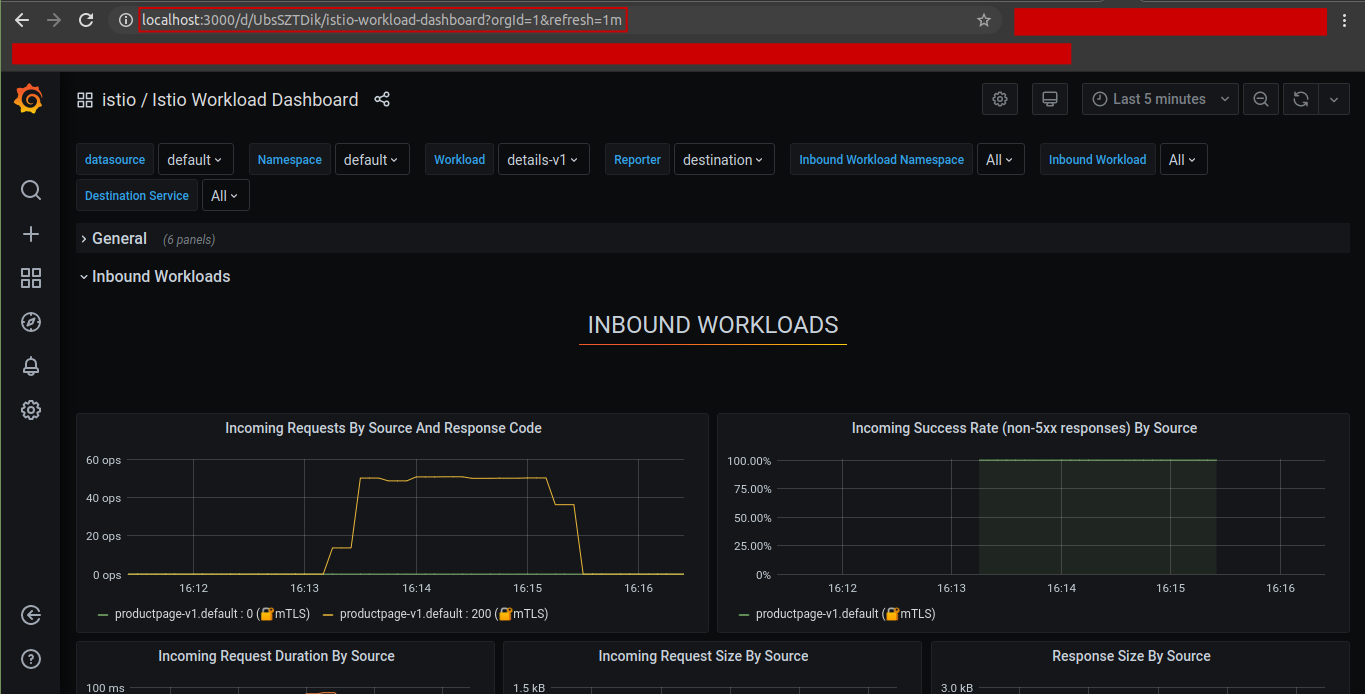 localhost:3000/d/UbsSZTDik/istio-workload-dashboard?orgId=1&refresh=1m
istio / Istio Workload Dashboard
Last 5 minutes
datasource default Namespace default Workload details-v1 Reporter destination Inbound Workload Namespace All Inbound Workload All
Destination Service All
General (6 panels)
Inbound Workloads
INBOUND WORKLOADS
Incoming Requests By Source And Response Code
60 ops
40 ops
20 ops
0 ops
16:12 16:13 16:14 16:15 16:16
productpage-v1.default : 0 (🔐mTLS) productpage-v1.default : 200 (🔐mTLS)
Incoming Success Rate (non-5xx responses) By Source
100.00%
75.00%
50.00%
25.00%
0%
16:12 16:13 16:14 16:15 16:16
productpage-v1.default (🔐mTLS)
Incoming Request Duration By Source
100 ms
Incoming Request Size By Source
1.5 kB
Response Size By Source
3.0 kB